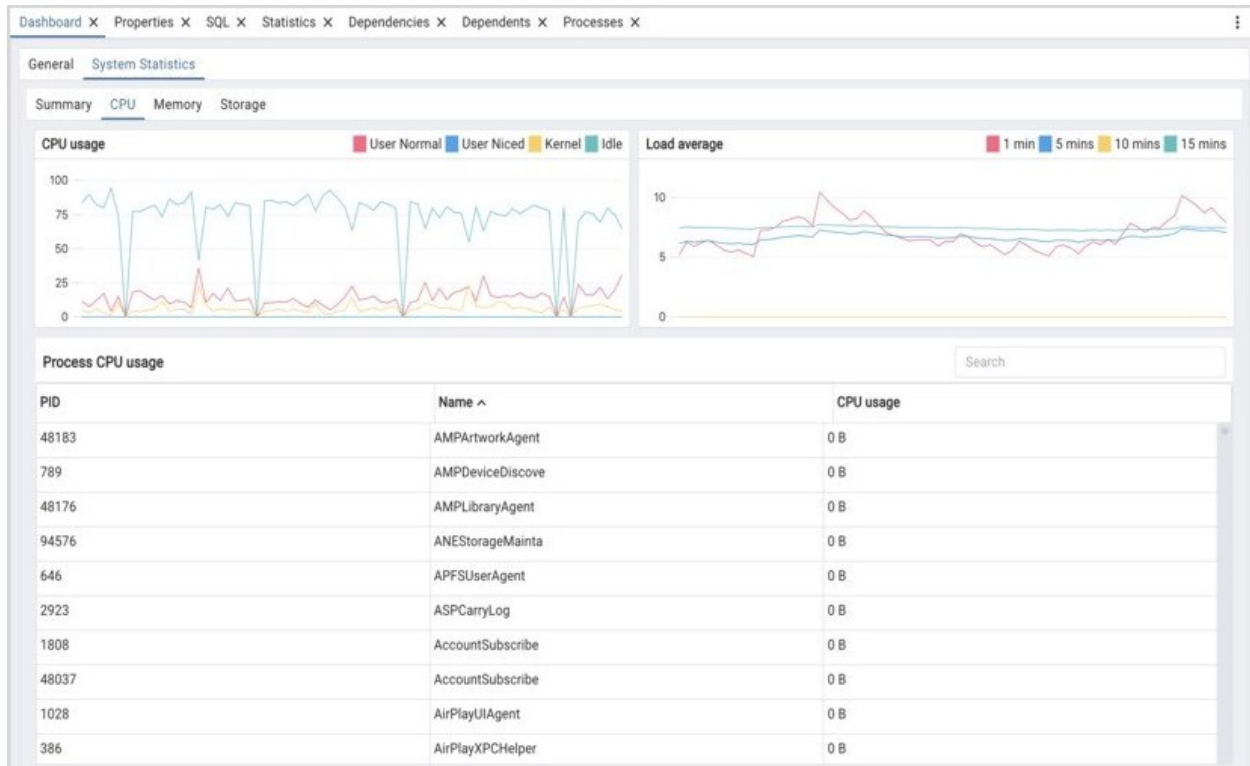 Dashboard X Properties X SQL X Statistics X Dependencies X Dependents X Processes X
General System Statistics
Summary CPU Memory Storage
CPU usage User Normal User Niced Kernel Idle
100
75
50
25
0
Load average 1 min 5 mins 10 mins 15 mins
10
5
0
Process CPU usage Search
PID Name CPU usage
48183 AMPArtworkAgent 0 B
789 AMPDeviceDiscove 0 B
48176 AMPLibraryAgent 0 B
94576 ANEStorageMainta 0 B
646 APFSUserAgent 0 B
2923 ASPCarryLog 0 B
1808 AccountSubscribe 0 B
48037 AccountSubscribe 0 B
1028 AirPlayUIAgent 0 B
386 AirPlayXPCHelper 0 B